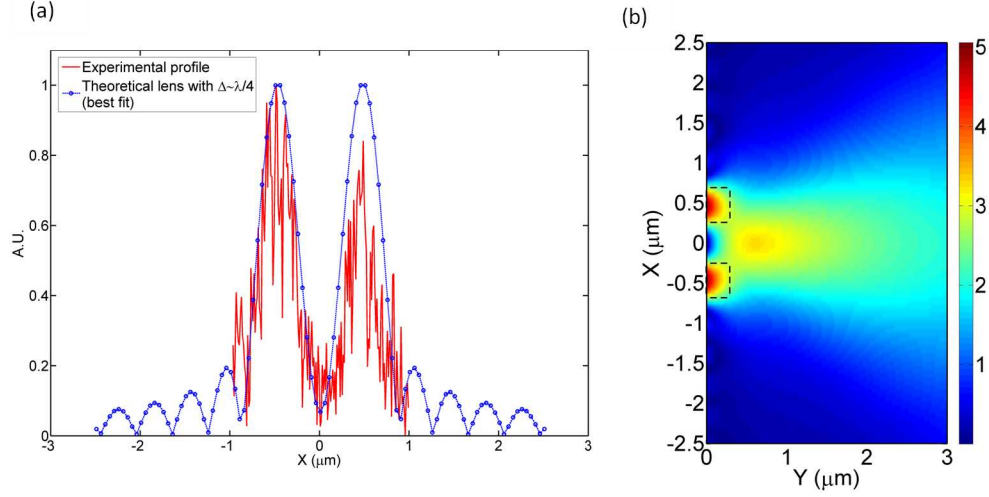 (a)
Experimental profile
Theoretical lens with Δ~λ/4
(best fit)
A.U.
1
0.8
0.6
0.4
0.2
0
-3 -2 -1 0 1 2 3
X (μm)
(b)
X (μm)
2.5
2
1.5
1
0.5
0
-0.5
-1
-1.5
-2
-2.5
0 1 2 3
Y (μm)
5
4
3
2
1
0